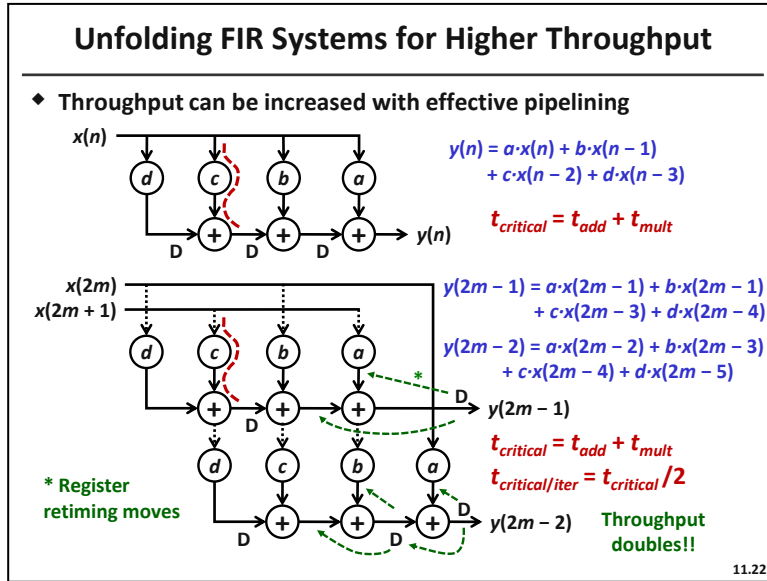 Unfolding FIR Systems for Higher Throughput
◆ Throughput can be increased with effective pipelining
x(n)
d c b a
+ + +
D D D
y(n)
y(n) = a·x(n) + b·x(n − 1)
+ c·x(n − 2) + d·x(n − 3)
t_critical = t_add + t_mult
x(2m)
x(2m + 1)
d c b a
*
D
+ + +
D
y(2m − 1)
y(2m − 1) = a·x(2m − 1) + b·x(2m − 1)
+ c·x(2m − 3) + d·x(2m − 4)
y(2m − 2) = a·x(2m − 2) + b·x(2m − 3)
+ c·x(2m − 4) + d·x(2m − 5)
d c b a
D
+ + + +
D D
y(2m − 2)
t_critical = t_add + t_mult
t_critical/iter = t_critical /2
* Register
retiming moves
Throughput
doubles!!
11.22